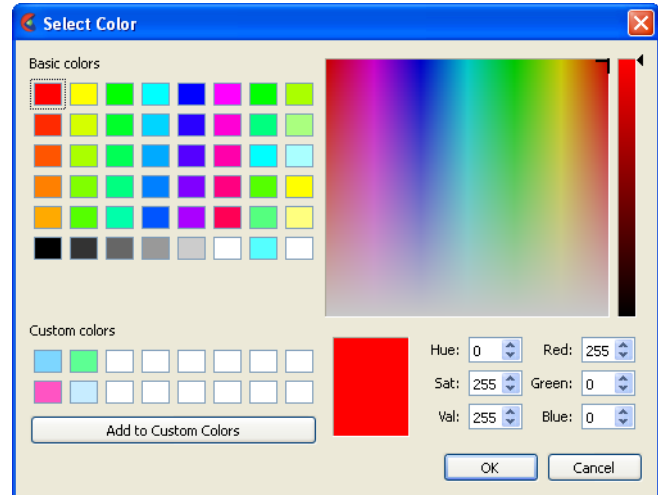 Select Color
Basic colors
Custom colors
Add to Custom Colors
Hue: 0 Red: 255
Sat: 255 Green: 0
Val: 255 Blue: 0
OK Cancel